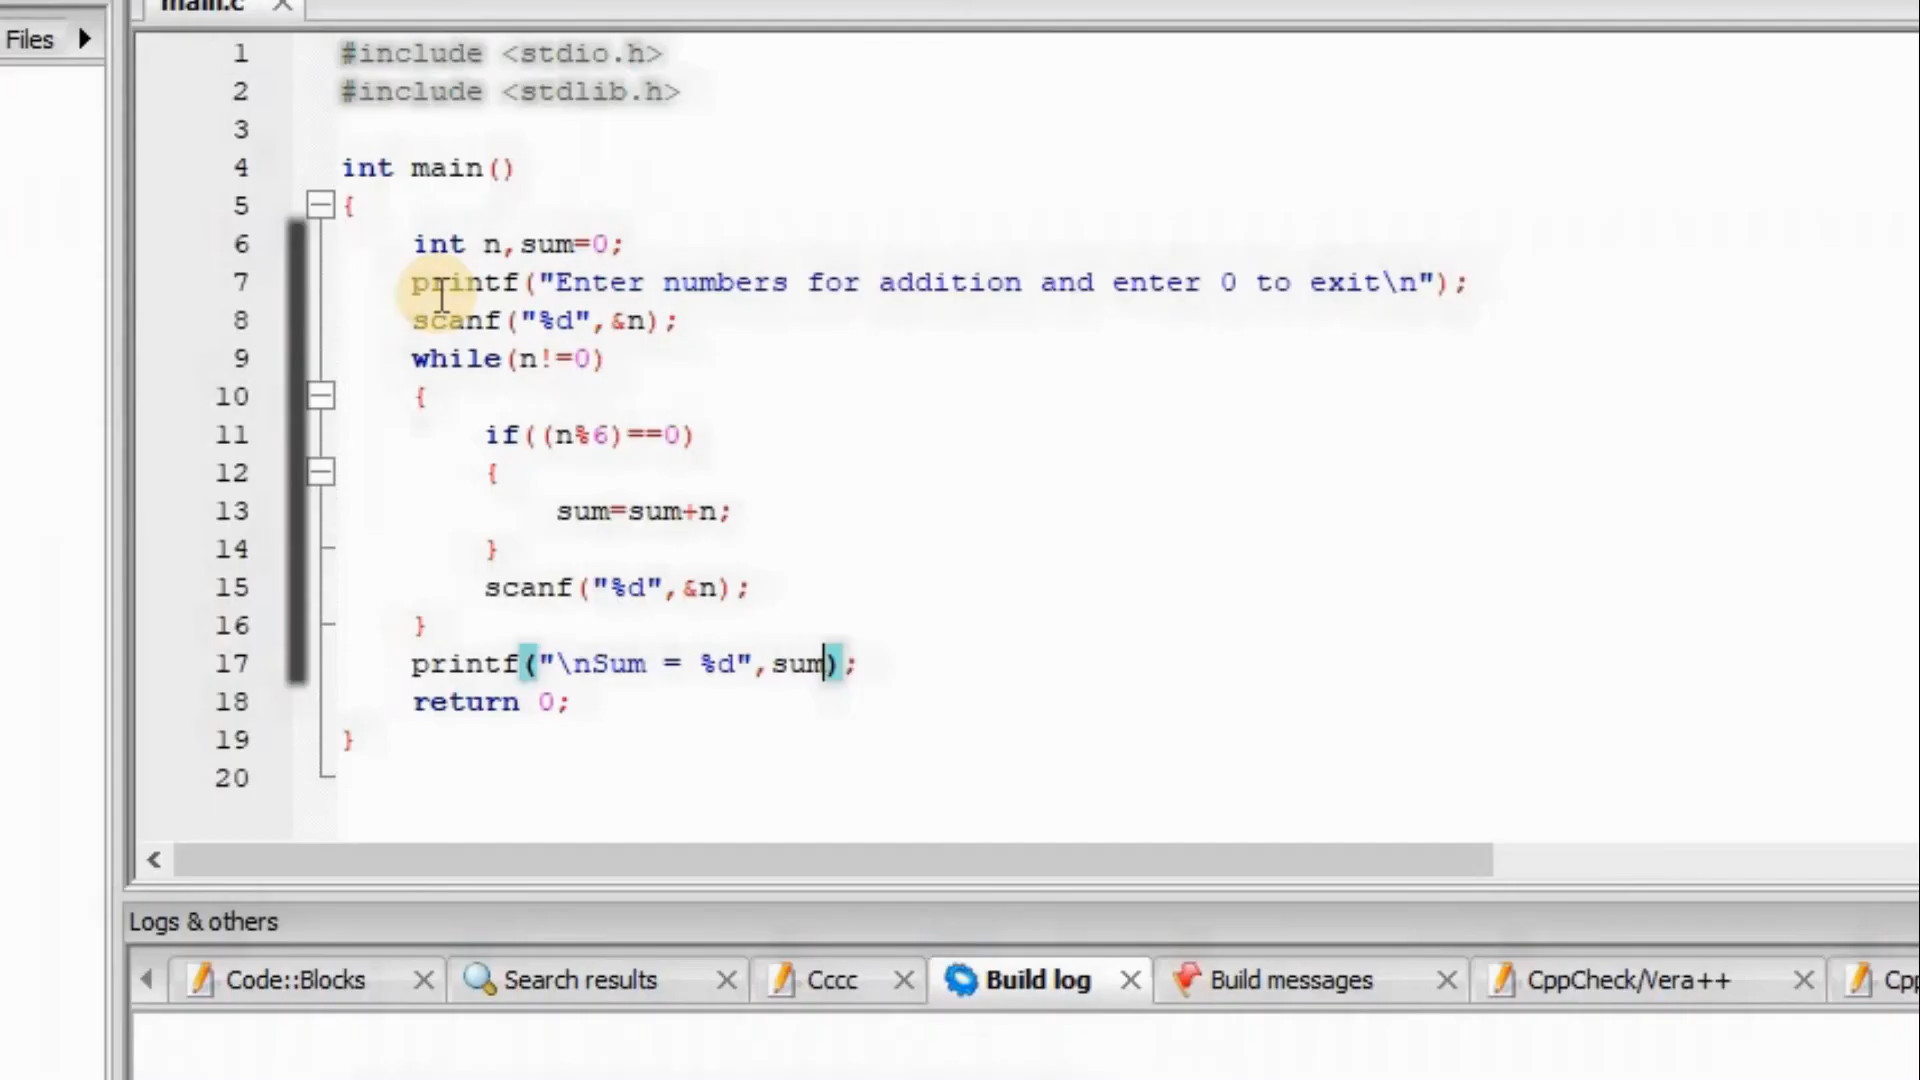 main.c
Files
1 #include <stdio.h>
2 #include <stdlib.h>
3
4 int main()
5 {
6 int n,sum=0;
7 printf("Enter numbers for addition and enter 0 to exit\n");
8 scanf("%d",&n);
9 while(n!=0)
10 {
11 if((n%6)==0)
12 {
13 sum=sum+n;
14 }
15 scanf("%d",&n);
16 }
17 printf("\nSum = %d",sum);
18 return 0;
19 }
20
Logs & others
Code::Blocks Search results Cccc Build log Build messages CppCheck/Vera++ Cpp